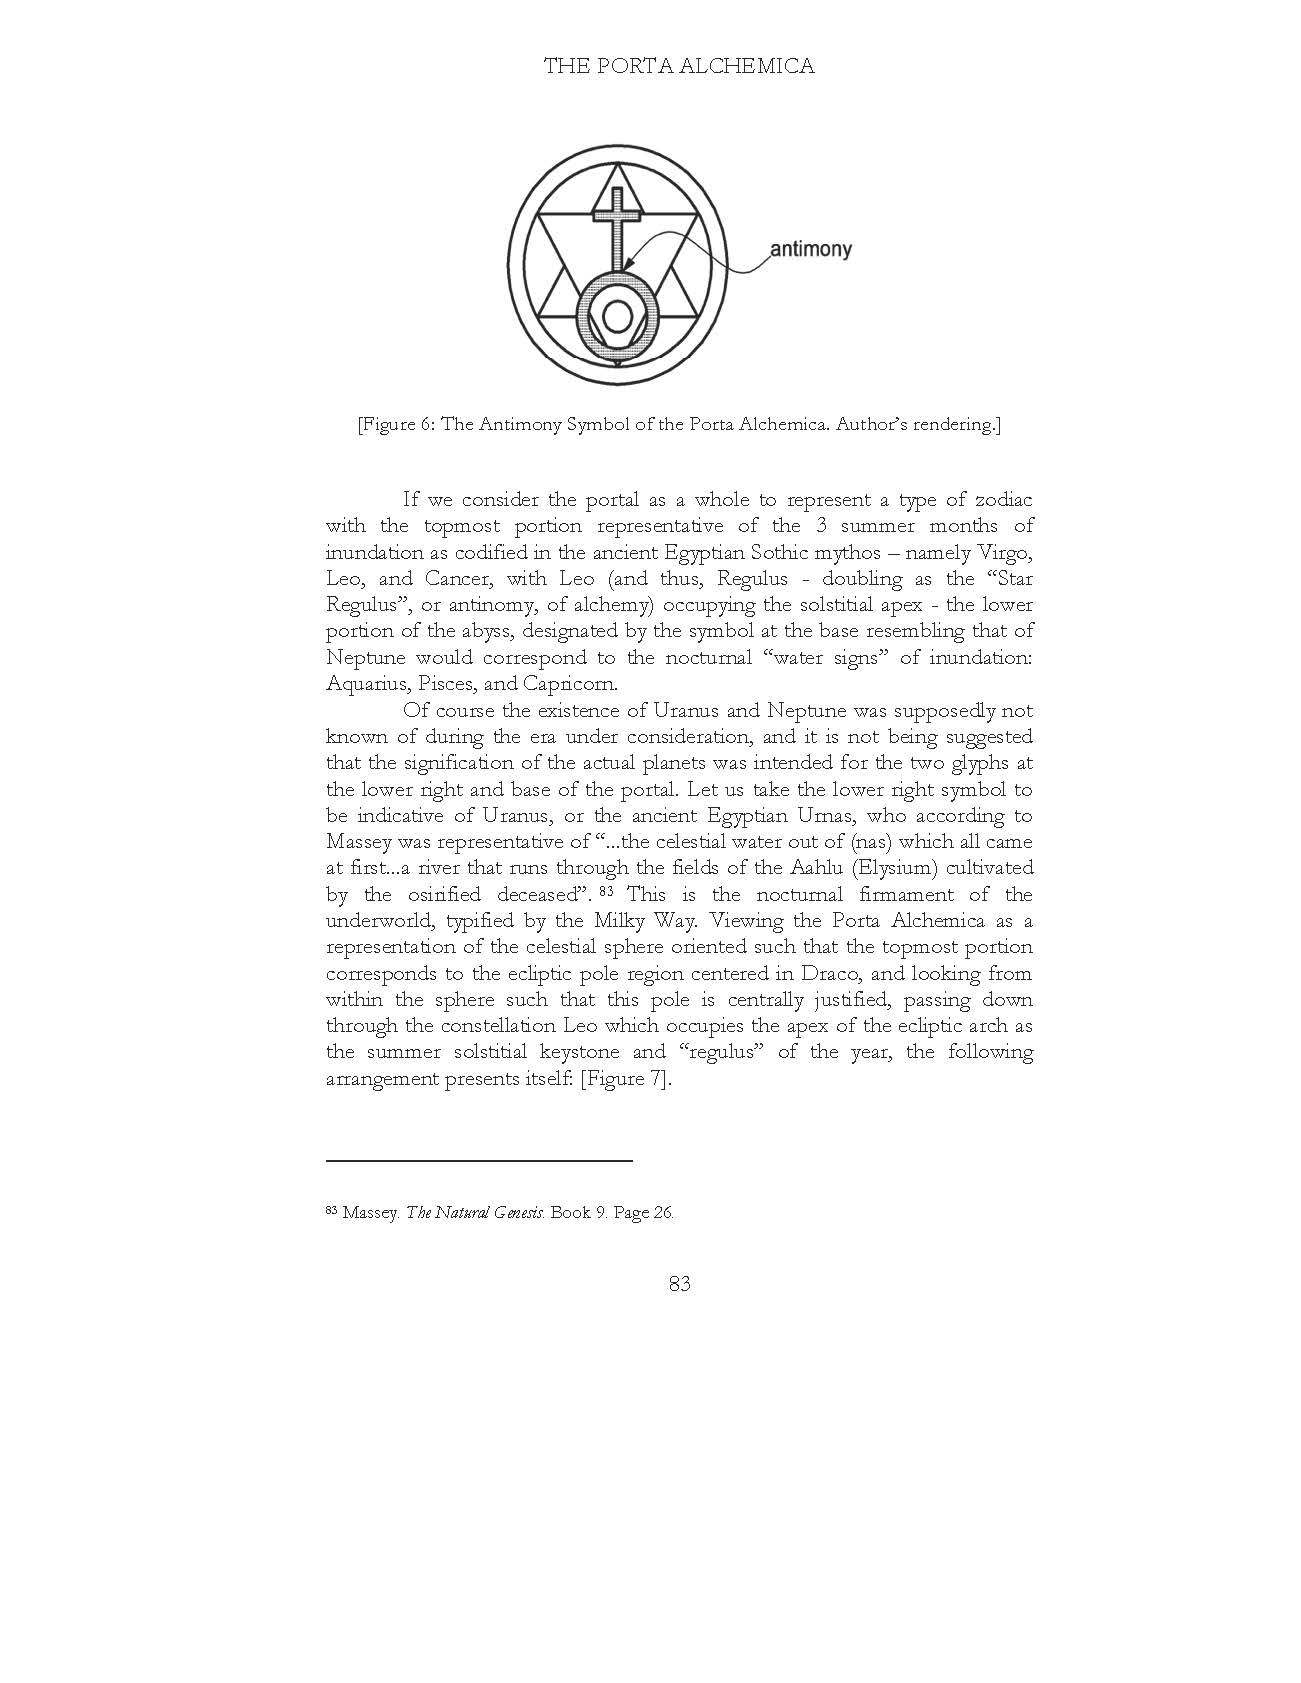 THE PORTA ALCHEMICA
antimony
[Figure 6: The Antimony Symbol of the Porta Alchemica. Author’s rendering.]
If we consider the portal as a whole to represent a type of zodiac
with the topmost portion representative of the 3 summer months of
inundation as codified in the ancient Egyptian Sothic mythos – namely Virgo,
Leo, and Cancer, with Leo (and thus, Regulus - doubling as the “Star
Regulus”, or antinomy, of alchemy) occupying the solstitial apex - the lower
portion of the abyss, designated by the symbol at the base resembling that of
Neptune would correspond to the nocturnal “water signs” of inundation:
Aquarius, Pisces, and Capricorn.
Of course the existence of Uranus and Neptune was supposedly not
known of during the era under consideration, and it is not being suggested
that the signification of the actual planets was intended for the two glyphs at
the lower right and base of the portal. Let us take the lower right symbol to
be indicative of Uranus, or the ancient Egyptian Urnas, who according to
Massey was representative of “...the celestial water out of (nas) which all came
at first...a river that runs through the fields of the Aahlu (Elysium) cultivated
by the osirified deceased”. 83 This is the nocturnal firmament of the
underworld, typified by the Milky Way. Viewing the Porta Alchemica as a
representation of the celestial sphere oriented such that the topmost portion
corresponds to the ecliptic pole region centered in Draco, and looking from
within the sphere such that this pole is centrally justified, passing down
through the constellation Leo which occupies the apex of the ecliptic arch as
the summer solstitial keystone and “regulus” of the year, the following
arrangement presents itself: [Figure 7].
83 Massey. The Natural Genesis. Book 9. Page 26.
83